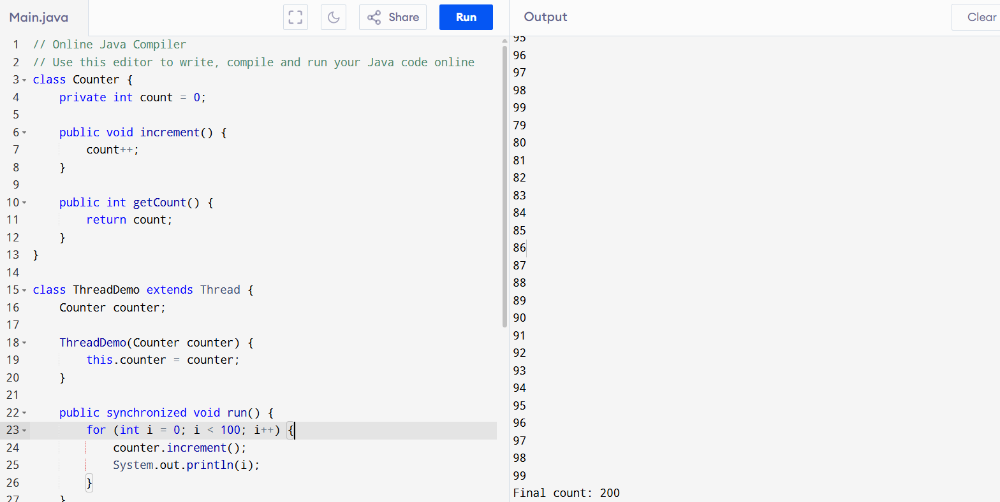 Main.java
Share
Run
Output
Clear
1 // Online Java Compiler
2 // Use this editor to write, compile and run your Java code online
3 class Counter {
4     private int count = 0;
5
6     public void increment() {
7         count++;
8     }
9
10     public int getCount() {
11         return count;
12     }
13 }
14
15 class ThreadDemo extends Thread {
16     Counter counter;
17
18     ThreadDemo(Counter counter) {
19         this.counter = counter;
20     }
21
22     public synchronized void run() {
23         for (int i = 0; i < 100; i++) {
24             counter.increment();
25             System.out.println(i);
26         }
27     }
95
96
97
98
99
79
80
81
82
83
84
85
86
87
88
89
90
91
92
93
94
95
96
97
98
99
Final count: 200